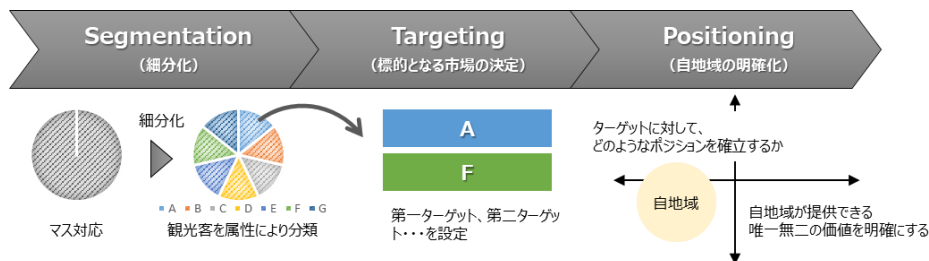 Segmentation
（細分化）
Targeting
（標的となる市場の決定）
Positioning
（自地域の明確化）
細分化
A B C D E F G
マス対応
観光客を属性により分類
A
F
第一ターゲット、第二ターゲッ
ト・・・を設定
ターゲットに対して、
どのようなポジションを確立するか
自地域
自地域が提供できる
唯一無二の価値を明確にする